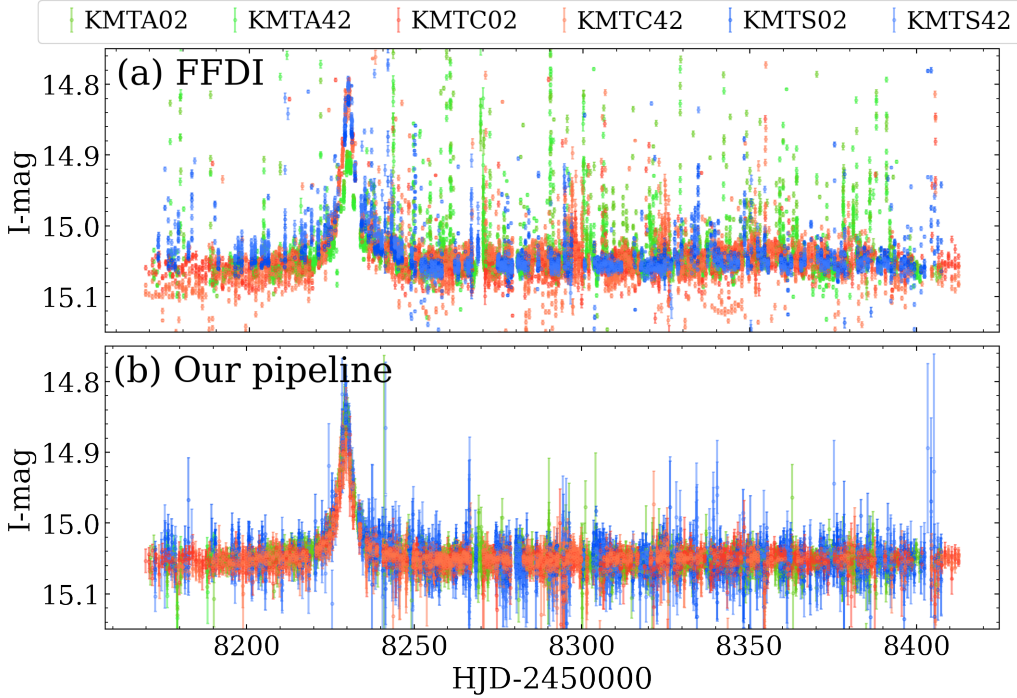 KMTA02 KMTA42 KMTC02 KMTC42 KMTS02 KMTS42
(a) FFDI
14.8
14.9
15.0
15.1
I-mag
(b) Our pipeline
14.8
14.9
15.0
15.1
I-mag
8200 8250 8300 8350 8400
HJD-2450000